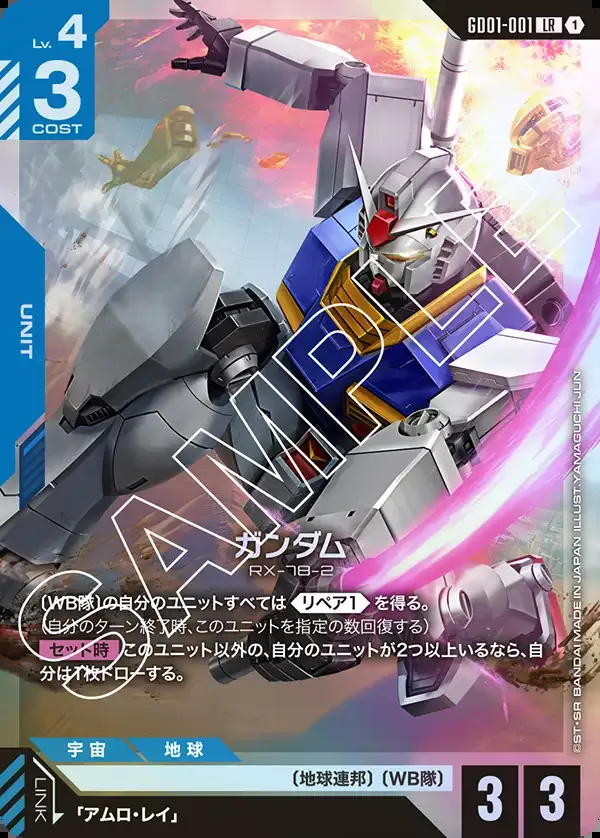 Lv. 4
3
COST
GD01-001 LR 1
UNIT
SAMPLE
ガンダム
RX-78-2
〔WB隊〕の自分のユニットすべては リペア1 を得る。
(自分のターン終了時、このユニットを指定の数回復する)
セット時 このユニット以外の、自分のユニットが2つ以上いるなら、自
分は1枚ドローする。
宇宙 地球
〔地球連邦〕〔WB隊〕
LINK
「アムロ・レイ」
3 3
©ST・SR BANDAI MADE IN JAPAN ILLUST.YAMAGUCHI JUN